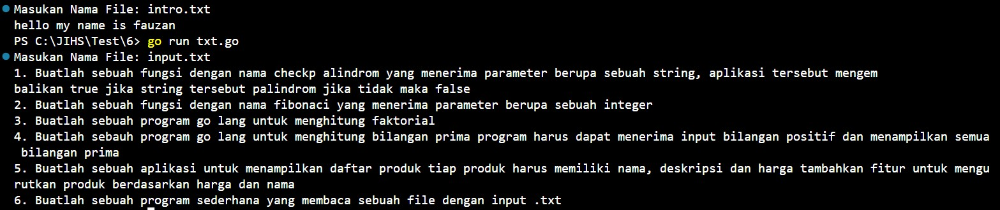 Masukan Nama File: intro.txt
hello my name is fauzan
PS C:\JIHS\Test\6> go run txt.go
Masukan Nama File: input.txt
1. Buatlah sebuah fungsi dengan nama checkp alindrom yang menerima parameter berupa sebuah string, aplikasi tersebut mengem
balikan true jika string tersebut palindrom jika tidak maka false
2. Buatlah sebuah fungsi dengan nama fibonaci yang menerima parameter berupa sebuah integer
3. Buatlah sebuah program go lang untuk menghitung faktorial
4. Buatlah sebauh program go lang untuk menghitung bilangan prima program harus dapat menerima input bilangan positif dan menampilkan semua
 bilangan prima
5. Buatlah sebuah aplikasi untuk menampilkan daftar produk tiap produk harus memiliki nama, deskripsi dan harga tambahkan fitur untuk mengu
rutkan produk berdasarkan harga dan nama
6. Buatlah sebuah program sederhana yang membaca sebuah file dengan input .txt